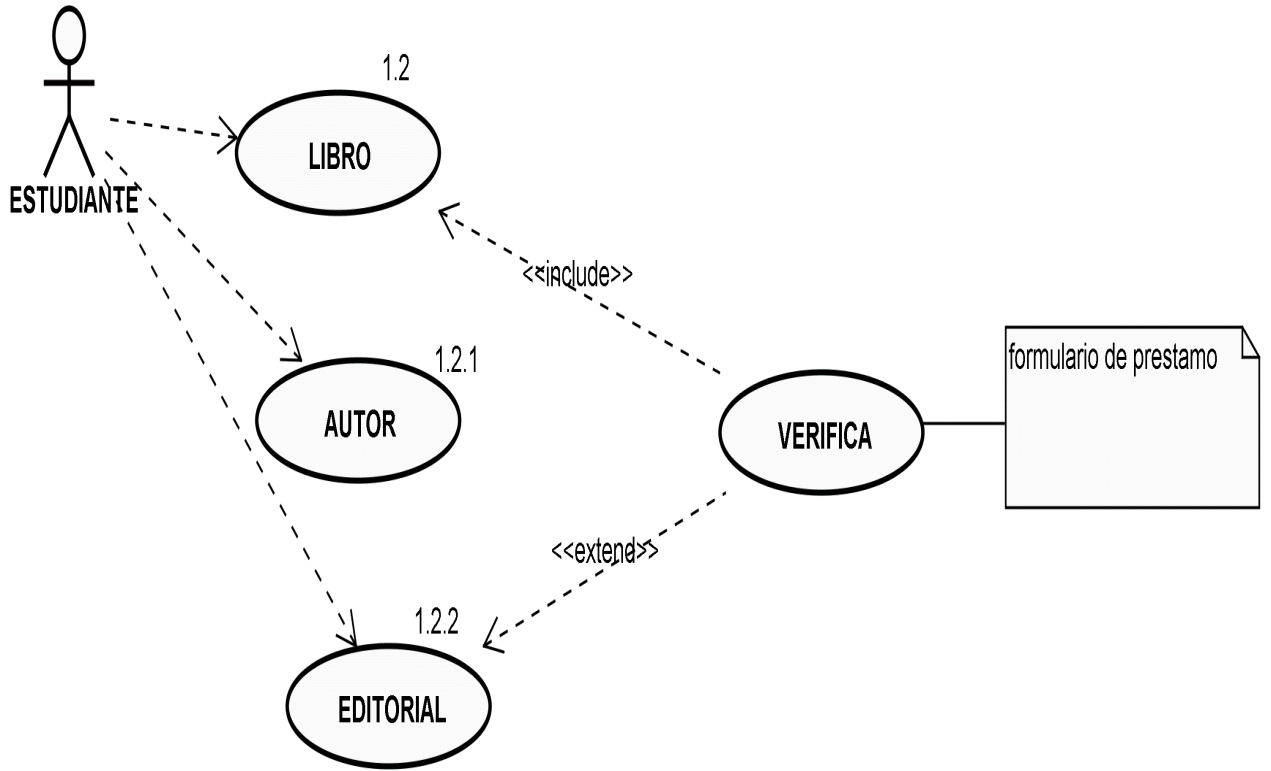 1.2
LIBRO
ESTUDIANTE
<<include>>
1.2.1
AUTOR
formulario de prestamo
VERIFICA
<<extend>>
1.2.2
EDITORIAL